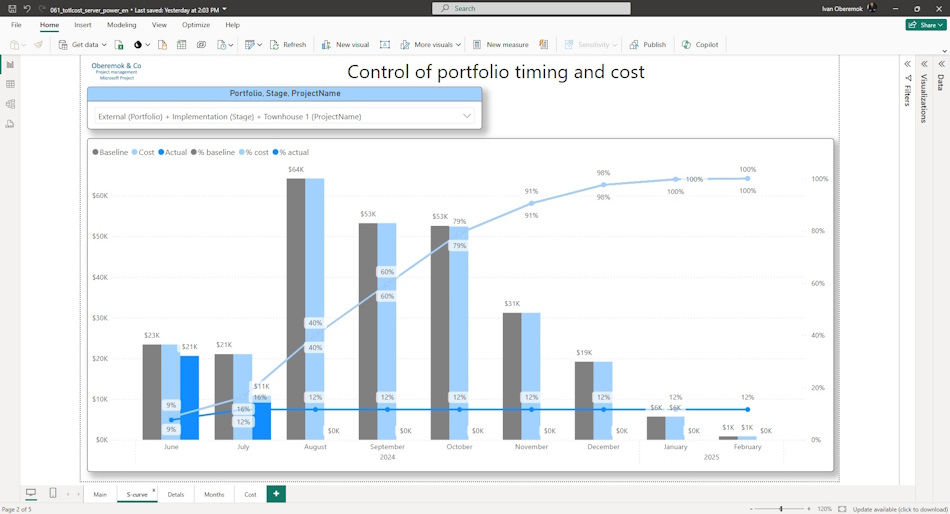 061_totlcost_server_power_en • Last saved: Yesterday at 2:03 PM
Search
Ivan Oberemok
File Home Insert Modeling View Optimize Help
Share
Get data
Refresh
New visual
More visuals
New measure
Sensitivity
Publish
Copilot
Oberemok & Co
Project management
Microsoft Project
Control of portfolio timing and cost
Portfolio, Stage, ProjectName
External (Portfolio) + Implementation (Stage) + Townhouse 1 (ProjectName)
Filters
Visualizations
Data
Baseline Cost Actual % baseline % cost % actual
$64K
98%
100%
100%
100%
$60K
98%
100%
100%
91%
91%
$53K
$53K
79%
80%
$50K
79%
60%
60%
60%
$40K
$31K
40%
40%
40%
$30K
$23K
$21K
$21K
$19K
$20K
20%
$11K
16%
16%
12%
12%
12%
12%
12%
12%
12%
12%
$10K
9%
9%
$6K $6K
$0K
$0K
$0K
$0K
$0K
$0K
$1K $1K $0K
$0K
0%
June July August September October November December January February
2024 2025
Main S-curve Detals Months Cost
Page 2 of 5
120%
Update available (click to download)